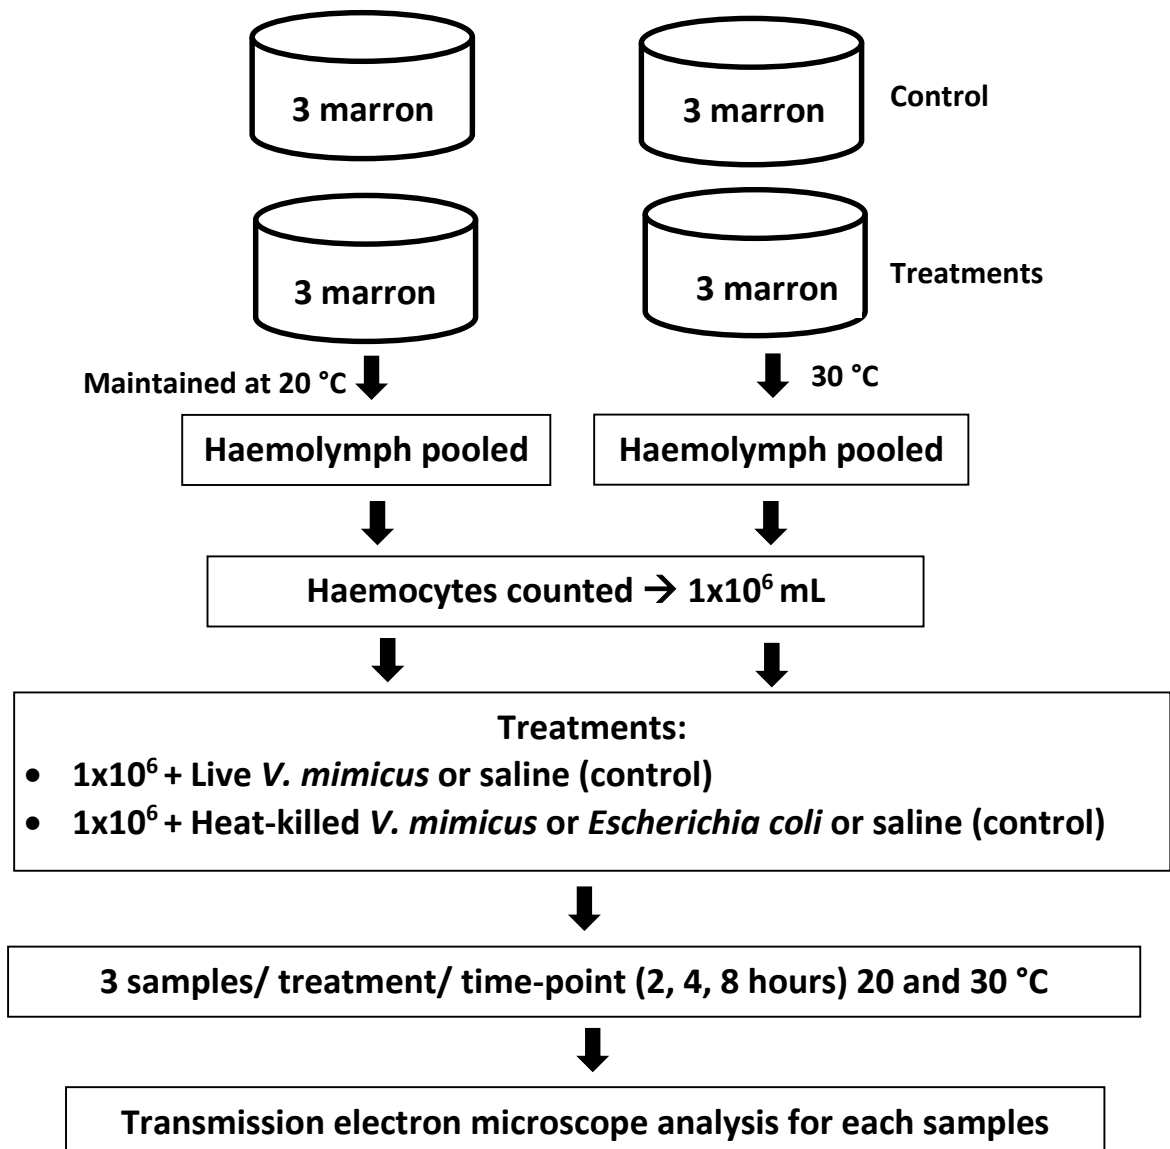 3 marron
3 marron
Control
3 marron
3 marron
Treatments
Maintained at 20 °C
30 °C
Haemolymph pooled
Haemolymph pooled
Haemocytes counted → 1x10⁶ mL
Treatments:
• 1x10⁶ + Live V. mimicus or saline (control)
• 1x10⁶ + Heat-killed V. mimicus or Escherichia coli or saline (control)
3 samples/ treatment/ time-point (2, 4, 8 hours) 20 and 30 °C
Transmission electron microscope analysis for each samples